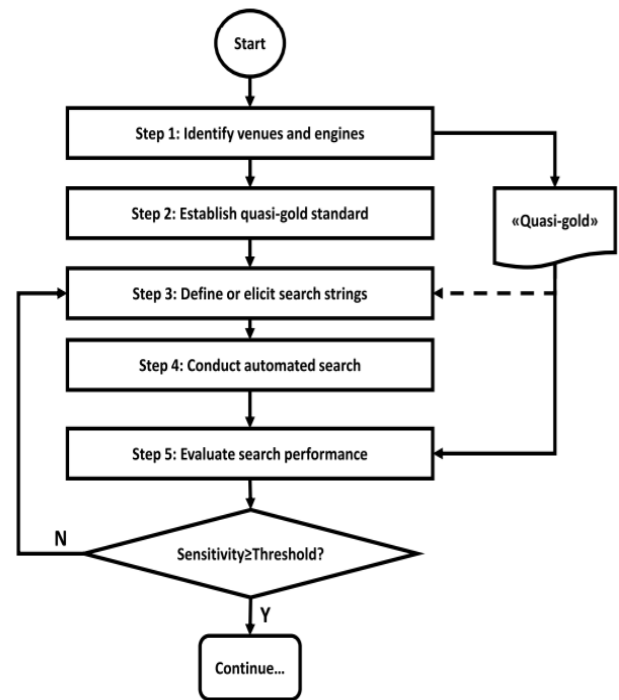 Start
Step 1: Identify venues and engines
Step 2: Establish quasi-gold standard
«Quasi-gold»
Step 3: Define or elicit search strings
Step 4: Conduct automated search
Step 5: Evaluate search performance
Sensitivity≥Threshold?
N
Y
Continue...